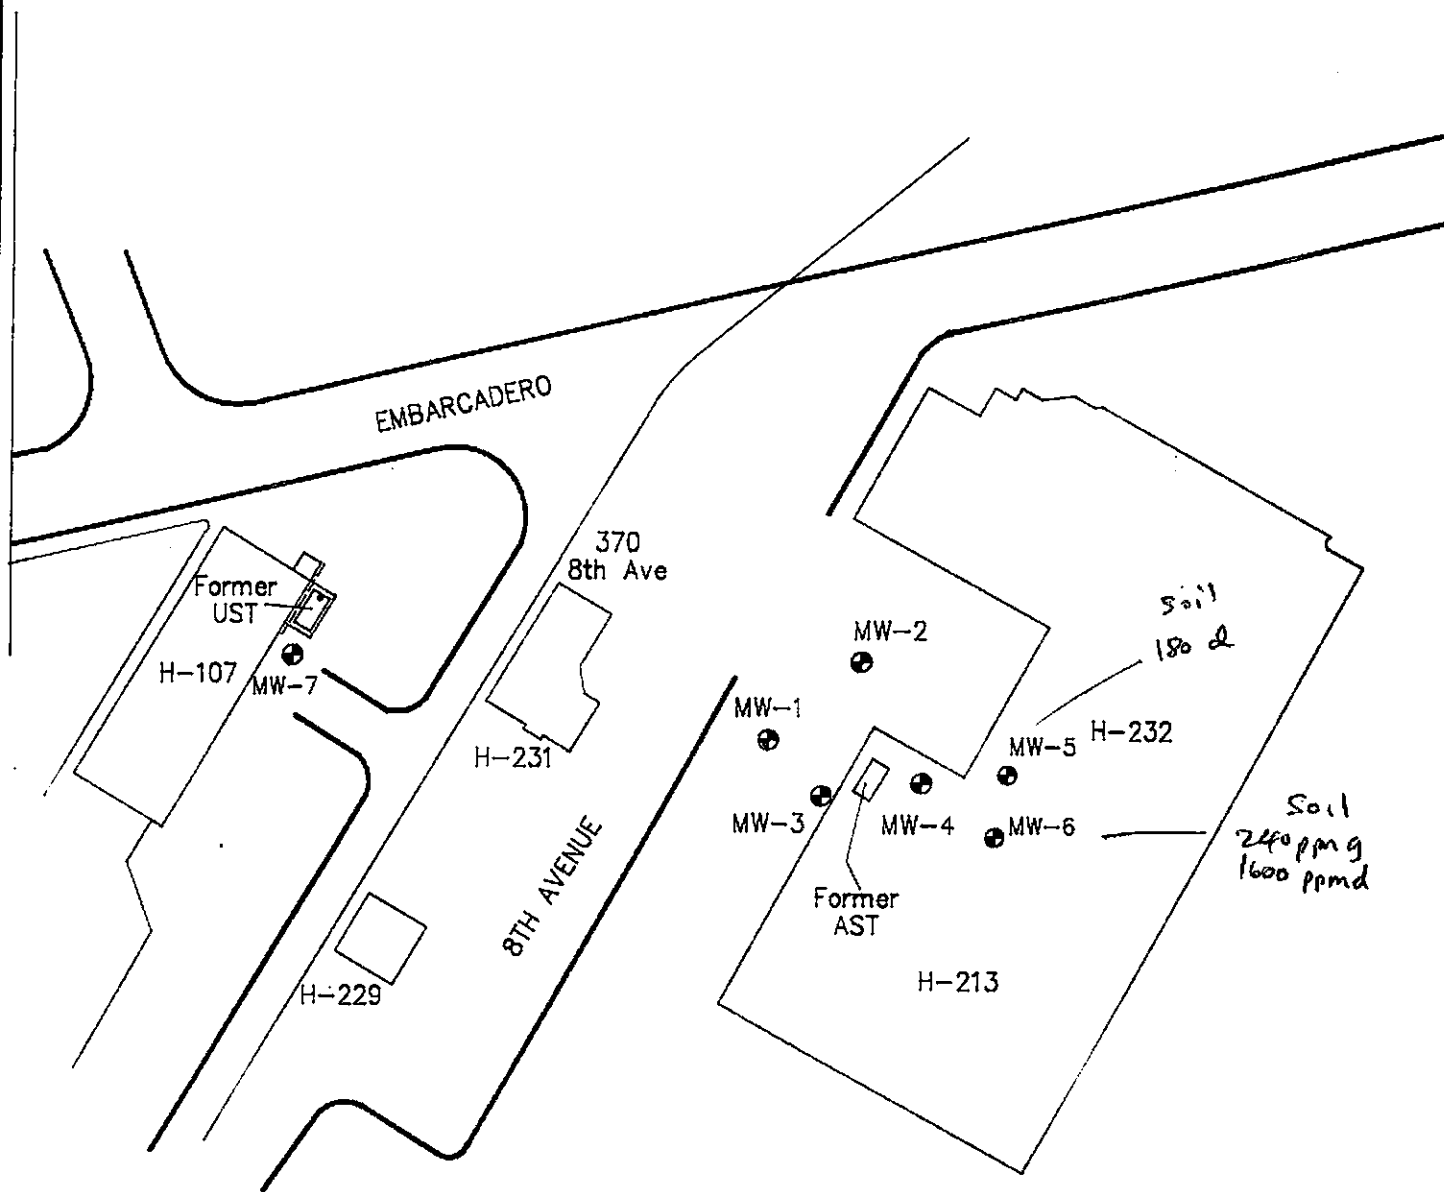 EMBARCADERO
370
8th Ave
Former
UST
soil
180 d
MW-2
H-107
MW-7
MW-1
H-231
MW-5
H-232
MW-3
MW-4
MW-6
Soil
240 ppm g
1600 ppm d
8TH AVENUE
Former
AST
H-213
H-229